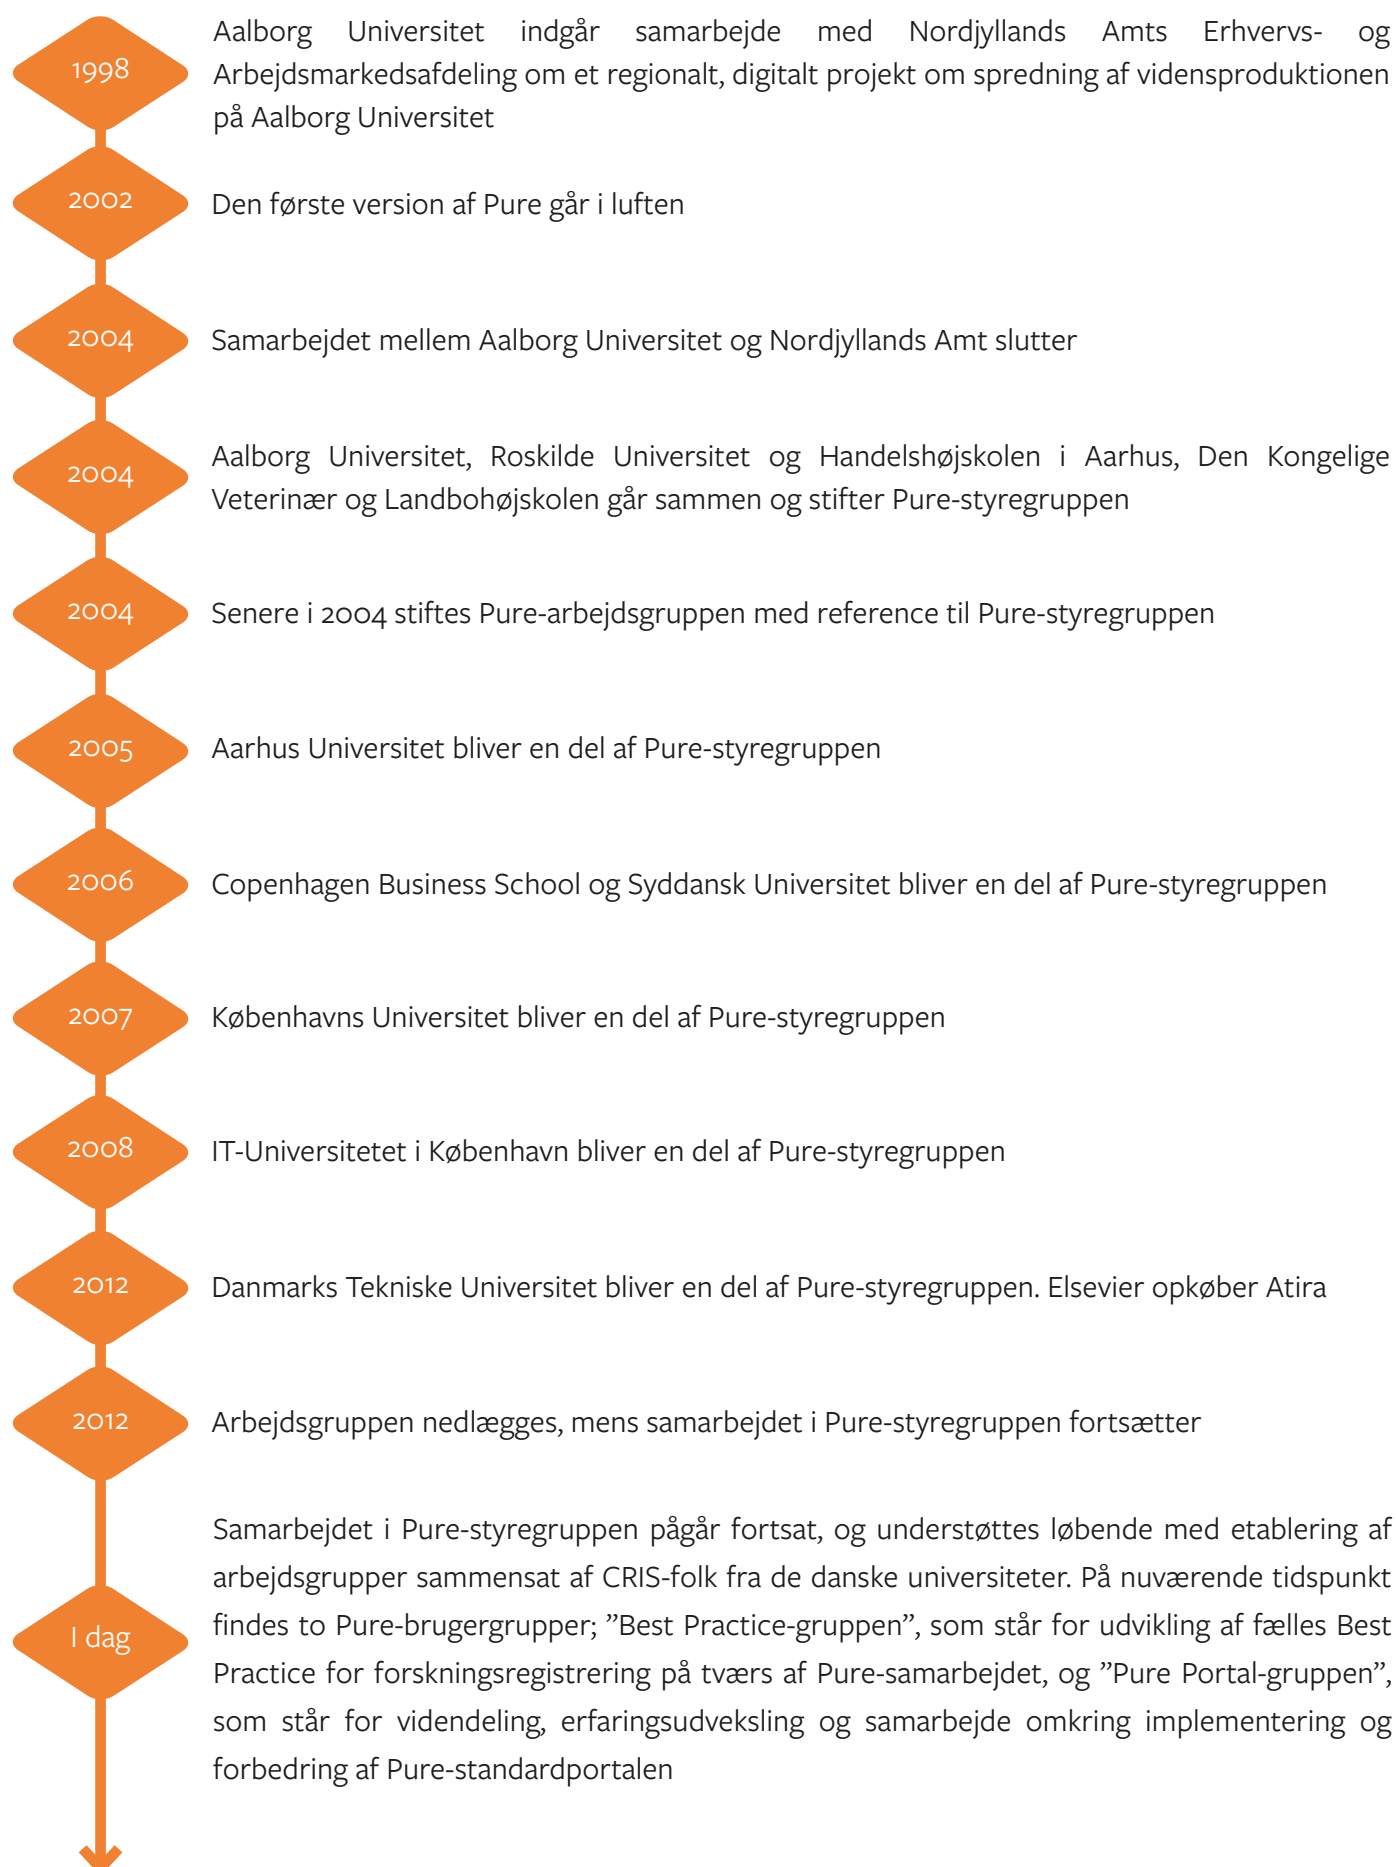 1998
Aalborg Universitet indgår samarbejde med Nordjyllands Amts Erhvervs- og
Arbejdsmarkedsafdeling om et regionalt, digitalt projekt om spredning af vidensproduktionen
på Aalborg Universitet
2002
Den første version af Pure går i luften
2004
Samarbejdet mellem Aalborg Universitet og Nordjyllands Amt slutter
2004
Aalborg Universitet, Roskilde Universitet og Handelshøjskolen i Aarhus, Den Kongelige
Veterinær og Landbohøjskolen går sammen og stifter Pure-styregruppen
2004
Senere i 2004 stiftes Pure-arbejdsgruppen med reference til Pure-styregruppen
2005
Aarhus Universitet bliver en del af Pure-styregruppen
2006
Copenhagen Business School og Syddansk Universitet bliver en del af Pure-styregruppen
2007
Københavns Universitet bliver en del af Pure-styregruppen
2008
IT-Universitetet i København bliver en del af Pure-styregruppen
2012
Danmarks Tekniske Universitet bliver en del af Pure-styregruppen. Elsevier opkøber Atira
2012
Arbejdsgruppen nedlægges, mens samarbejdet i Pure-styregruppen fortsætter
I dag
Samarbejdet i Pure-styregruppen pågår fortsat, og understøttes løbende med etablering af
arbejdsgrupper sammensat af CRIS-folk fra de danske universiteter. På nuværende tidspunkt
findes to Pure-brugergrupper; ”Best Practice-gruppen”, som står for udvikling af fælles Best
Practice for forskningsregistrering på tværs af Pure-samarbejdet, og ”Pure Portal-gruppen”,
som står for videndeling, erfaringsudveksling og samarbejde omkring implementering og
forbedring af Pure-standardportalen